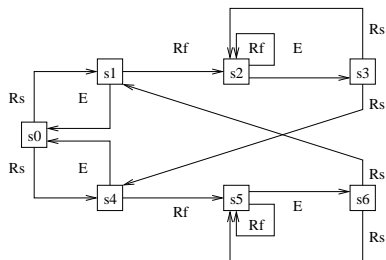 Rf Rs
s1 s2 Rf E s3
Rs E Rs
s0
Rs E Rs
s4 s5 E s6
Rf Rf Rs